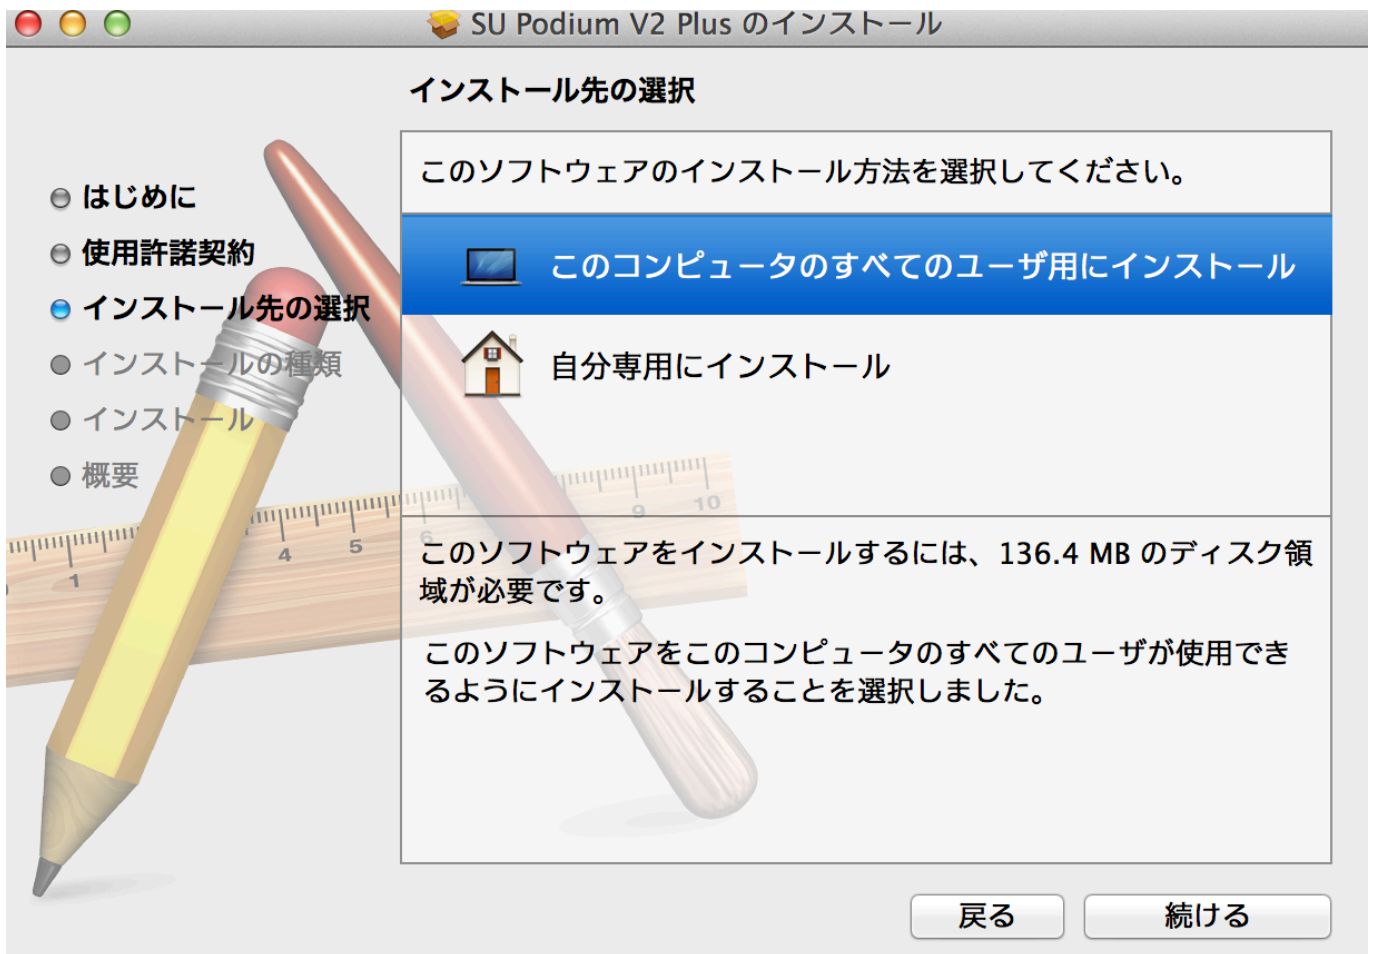 SU Podium V2 Plus のインストール
インストール先の選択
はじめに
使用許諾契約
インストール先の選択
インストールの種類
インストール
概要
このソフトウェアのインストール方法を選択してください。
このコンピュータのすべてのユーザ用にインストール
自分専用にインストール
このソフトウェアをインストールするには、136.4 MB のディスク領
域が必要です。
このソフトウェアをこのコンピュータのすべてのユーザが使用でき
るようにインストールすることを選択しました。
1
4
5
6
9
10
戻る
続ける